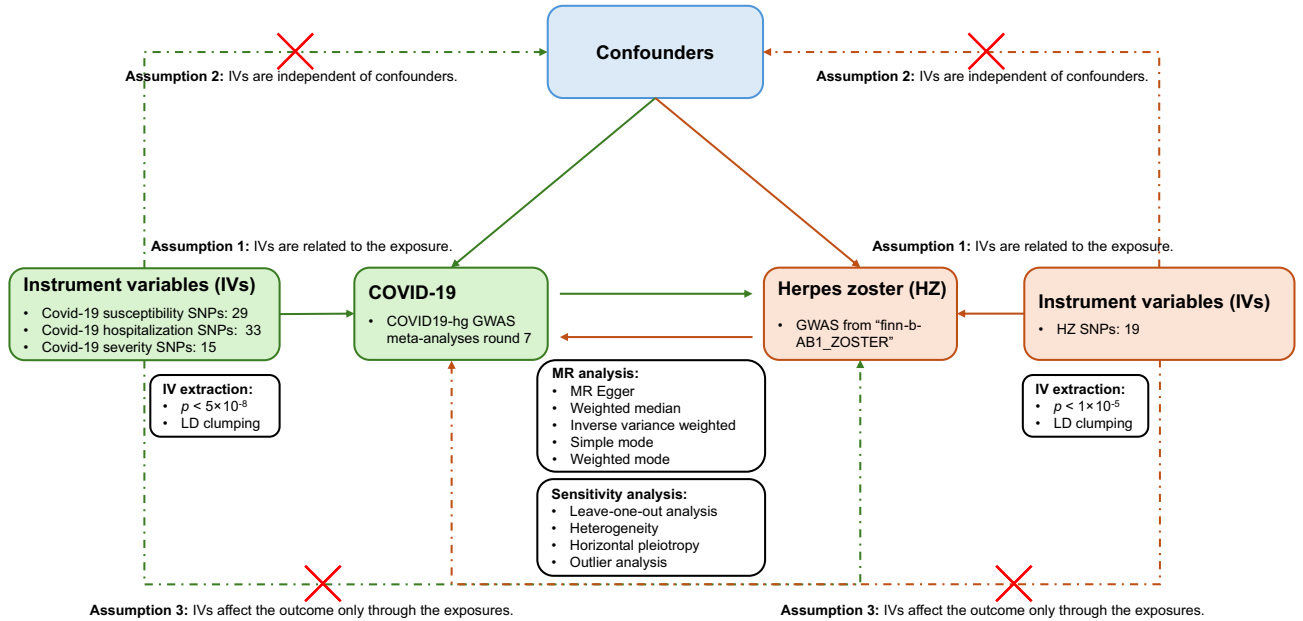 Confounders
Assumption 2: IVs are independent of confounders.
Assumption 2: IVs are independent of confounders.
Assumption 1: IVs are related to the exposure.
Assumption 1: IVs are related to the exposure.
Instrument variables (IVs)
• Covid-19 susceptibility SNPs: 29
• Covid-19 hospitalization SNPs: 33
• Covid-19 severity SNPs: 15
COVID-19
• COVID19-hg GWAS
meta-analyses round 7
Herpes zoster (HZ)
• GWAS from “finn-b-
AB1_ZOSTER”
Instrument variables (IVs)
• HZ SNPs: 19
IV extraction:
• p < 5×10⁻⁸
• LD clumping
MR analysis:
• MR Egger
• Weighted median
• Inverse variance weighted
• Simple mode
• Weighted mode
IV extraction:
• p < 1×10⁻⁵
• LD clumping
Sensitivity analysis:
• Leave-one-out analysis
• Heterogeneity
• Horizontal pleiotropy
• Outlier analysis
Assumption 3: IVs affect the outcome only through the exposures.
Assumption 3: IVs affect the outcome only through the exposures.